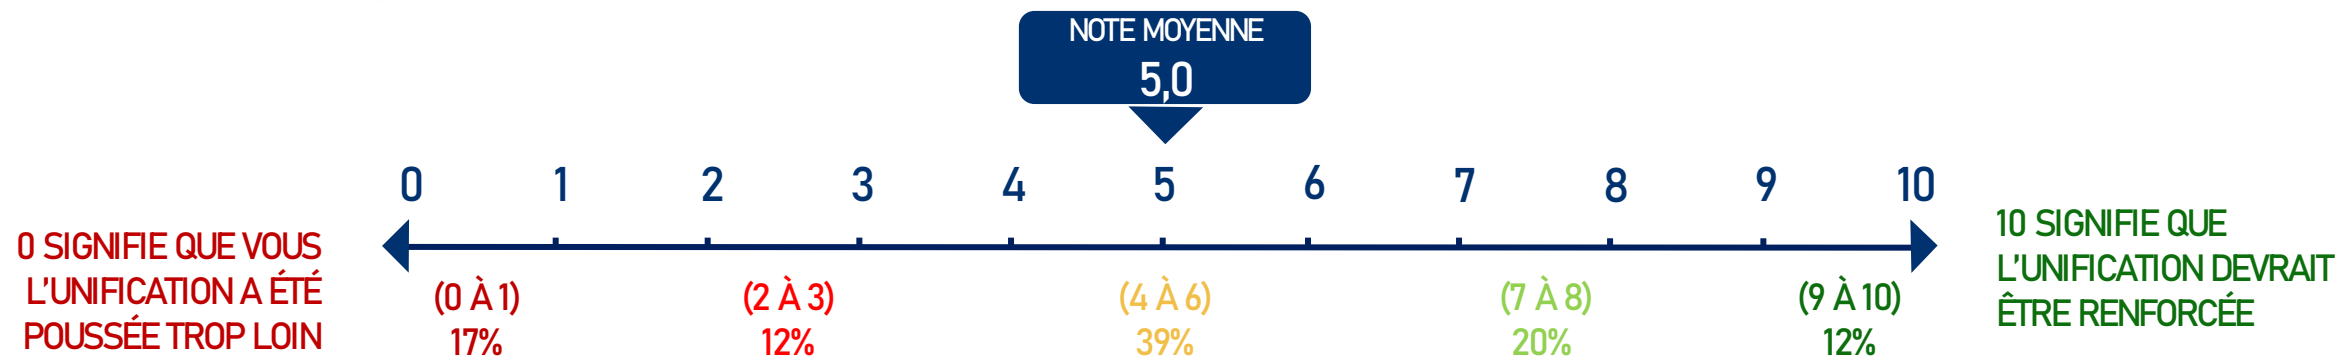 NOTE MOYENNE
5,0
0 1 2 3 4 5 6 7 8 9 10
0 SIGNIFIE QUE VOUS
L'UNIFICATION A ÉTÉ
POUSSÉE TROP LOIN
(0 À 1) (2 À 3) (4 À 6) (7 À 8) (9 À 10)
17% 12% 39% 20% 12%
10 SIGNIFIE QUE
L'UNIFICATION DEVRAIT
ÊTRE RENFORCÉE